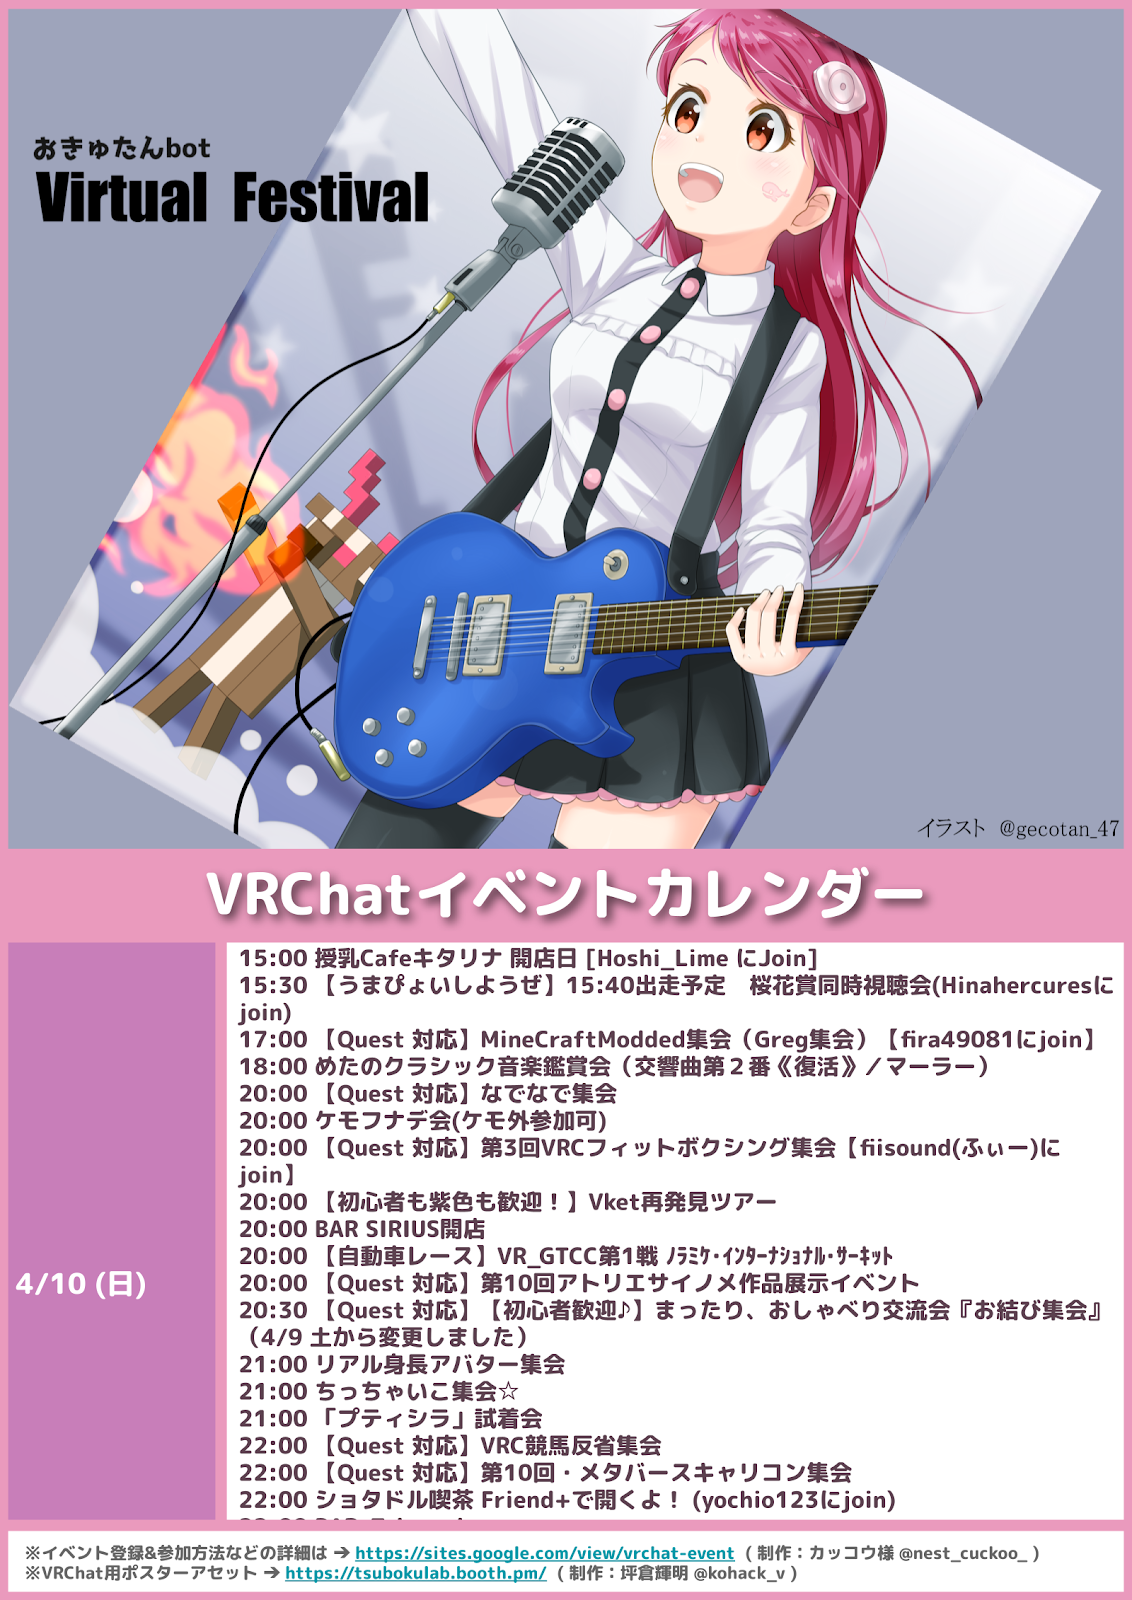 おきゅたんbot
Virtual Festival
イラスト @gecotan_47
VRChatイベントカレンダー
4/10 (日)
15:00 授乳Cafeキタリナ 開店日 [Hoshi_Lime にJoin]
15:30 【うまぴょいしようぜ】15:40出走予定　桜花賞同時視聴会(Hinahercuresに
join)
17:00 【Quest 対応】MineCraftModded集会（Greg集会）【fira49081にjoin】
18:00 めたのクラシック音楽鑑賞会（交響曲第２番《復活》／マーラー）
20:00 【Quest 対応】なでなで集会
20:00 ケモフナデ会(ケモ外参加可)
20:00 【Quest 対応】第3回VRCフィットボクシング集会【fiisound(ふぃー)に
join】
20:00 【初心者も紫色も歓迎！】Vket再発見ツアー
20:00 BAR SIRIUS開店
20:00 【自動車レース】VR_GTCC第1戦 ﾉﾗﾐｹ･ｲﾝﾀｰﾅｼｮﾅﾙ･ｻｰｷｯﾄ
20:00 【Quest 対応】第10回アトリエサイノメ作品展示イベント
20:30 【Quest 対応】【初心者歓迎♪】まったり、おしゃべり交流会『お結び集会』
（4/9 土から変更しました）
21:00 リアル身長アバター集会
21:00 ちっちゃいこ集会☆
21:00 「プティシラ」試着会
22:00 【Quest 対応】VRC競馬反省集会
22:00 【Quest 対応】第10回・メタバースキャリコン集会
22:00 ショタドル喫茶 Friend+で開くよ！ (yochio123にjoin)
※イベント登録&参加方法などの詳細は → https://sites.google.com/view/vrchat-event ( 制作：カッコウ様 @nest_cuckoo_ )
※VRChat用ポスターアセット → https://tsubokulab.booth.pm/ ( 制作：坪倉輝明 @kohack_v )